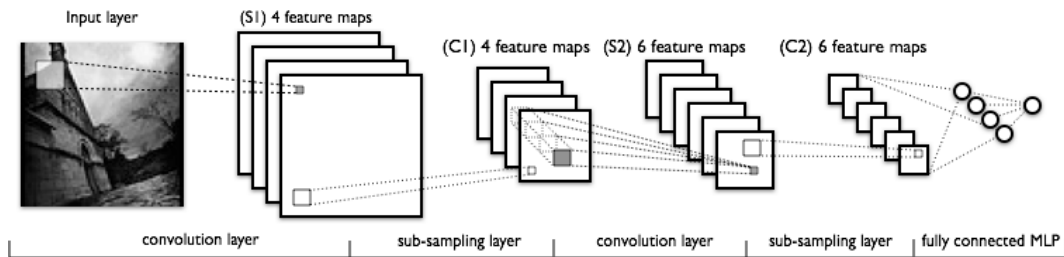 Input layer
(S1) 4 feature maps
(C1) 4 feature maps
(S2) 6 feature maps
(C2) 6 feature maps
convolution layer
sub-sampling layer
convolution layer
sub-sampling layer
fully connected MLP